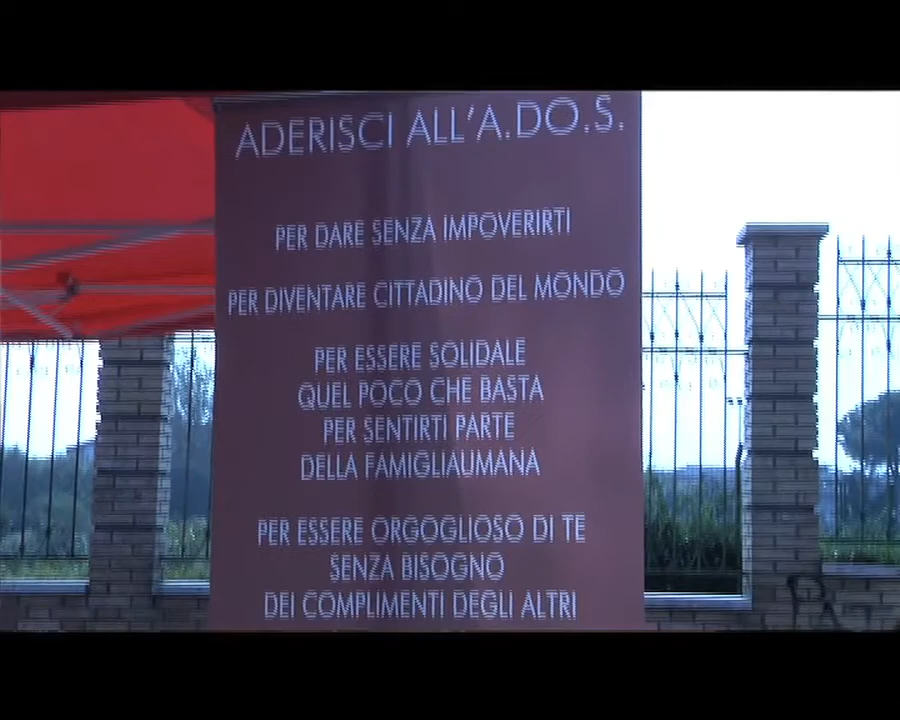 ADERISCI ALL'A.DO.S.
PER DARE SENZA IMPOVERIRTI
PER DIVENTARE CITTADINO DEL MONDO
PER ESSERE SOLIDALE
QUEL POCO CHE BASTA
PER SENTIRTI PARTE
DELLA FAMIGLIAUMANA
PER ESSERE ORGOGLIOSO DI TE
SENZA BISOGNO
DEI COMPLIMENTI DEGLI ALTRI